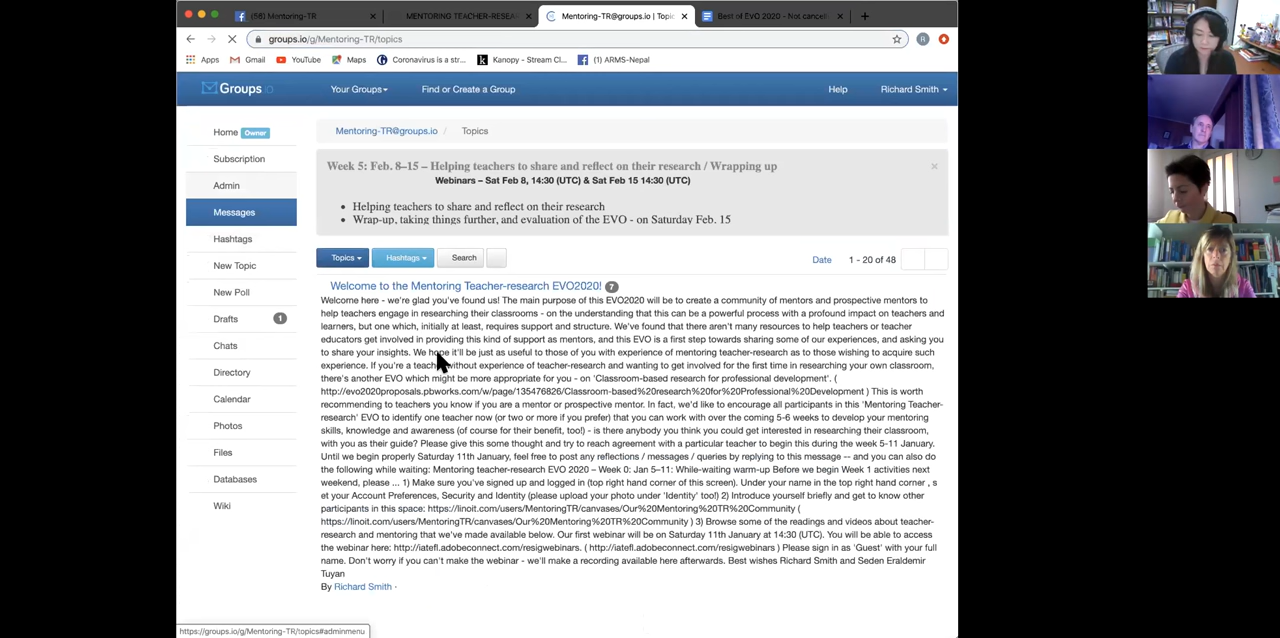 (58) Mentoring-TR
MENTORING TEACHER-RESEA
Mentoring-TR@groups.io | Topic
Best of EVO 2020 - Not cancell
groups.io/g/Mentoring-TR/topics
R
Apps
Gmail
YouTube
Maps
Coronavirus is a str...
Kanopy - Stream Cl...
(1) ARMS-Nepal
Groups.io
Your Groups
Find or Create a Group
Help
Richard Smith
Home Owner
Subscription
Admin
Messages
Hashtags
New Topic
New Poll
Drafts 1
Chats
Directory
Calendar
Photos
Files
Databases
Wiki
Mentoring-TR@groups.io / Topics
Week 5: Feb. 8–15 – Helping teachers to share and reflect on their research / Wrapping up
Webinars – Sat Feb 8, 14:30 (UTC) & Sat Feb 15 14:30 (UTC)
• Helping teachers to share and reflect on their research
• Wrap-up, taking things further, and evaluation of the EVO - on Saturday Feb. 15
Topics
Hashtags
Search
Date
1 - 20 of 48
Welcome to the Mentoring Teacher-research EVO2020! 7
Welcome here - we're glad you've found us! The main purpose of this EVO2020 will be to create a community of mentors and prospective mentors to
help teachers engage in researching their classrooms - on the understanding that this can be a powerful process with a profound impact on teachers and
learners, but one which, initially at least, requires support and structure. We've found that there aren't many resources to help teachers or teacher
educators get involved in providing this kind of support as mentors, and this EVO is a first step towards sharing some of our experiences, and asking you
to share your insights. We hope it'll be just as useful to those of you with experience of mentoring teacher-research as to those wishing to acquire such
experience. If you're a teacher without experience of teacher-research and wanting to get involved for the first time in researching your own classroom,
there's another EVO which might be more appropriate for you - on 'Classroom-based research for professional development'. (
http://evo2020proposals.pbworks.com/w/page/135476826/Classroom-based%20research%20for%20Professional%20Development ) This is worth
recommending to teachers you know if you are a mentor or prospective mentor. In fact, we'd like to encourage all participants in this 'Mentoring Teacher-
research' EVO to identify one teacher now (or two or more if you prefer) that you can work with over the coming 5-6 weeks to develop your mentoring
skills, knowledge and awareness (of course for their benefit, too!) - is there anybody you think you could get interested in researching their classroom,
with you as their guide? Please give this some thought and try to reach agreement with a particular teacher to begin this during the week 5-11 January.
Until we begin properly Saturday 11th January, feel free to post any reflections / messages / queries by replying to this message -- and you can also do
the following while waiting: Mentoring teacher-research EVO 2020 – Week 0: Jan 5–11: While-waiting warm-up Before we begin Week 1 activities next
weekend, please ... 1) Make sure you've signed up and logged in (top right hand corner of this screen). Under your name in the top right hand corner , s
et your Account Preferences, Security and Identity (please upload your photo under 'Identity' too!) 2) Introduce yourself briefly and get to know other
participants in this space: https://linoit.com/users/MentoringTR/canvases/Our%20Mentoring%20TR%20Community (
https://linoit.com/users/MentoringTR/canvases/Our%20Mentoring%20TR%20Community ) 3) Browse some of the readings and videos about teacher-
research and mentoring that we've made available below. Our first webinar will be on Saturday 11th January at 14:30 (UTC). You will be able to access
the webinar here: http://iatefl.adobeconnect.com/resigwebinars. ( http://iatefl.adobeconnect.com/resigwebinars ) Please sign in as 'Guest' with your full
name. Don't worry if you can't make the webinar - we'll make a recording available here afterwards. Best wishes Richard Smith and Seden Eraldemir
Tuyan
By Richard Smith ·
https://groups.io/g/Mentoring-TR/topics#adminmenu